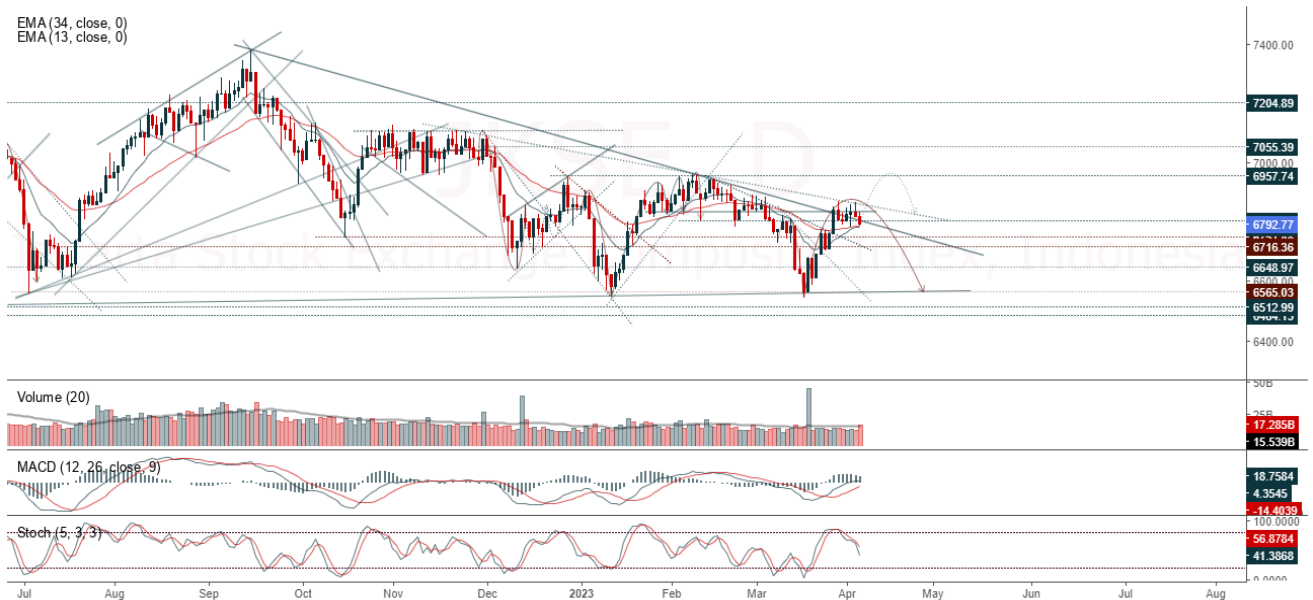 EMA (34, close, 0)
EMA (13, close, 0)
7400.00
7204.89
7055.39
7000.00
6957.74
6792.77
6716.36
6648.97
6600.00
6565.03
6512.99
6484.13
6400.00
JKSE, D
Volume (20)
50B
25B
17.285B
15.539B
MACD (12, 26, close, 9)
18.7584
4.3545
-14.4039
Stoch (5, 3, 3)
100.0000
56.8784
41.3868
0.0000
Jul Aug Sep Oct Nov Dec 2023 Feb Mar Apr May Jun Jul Aug